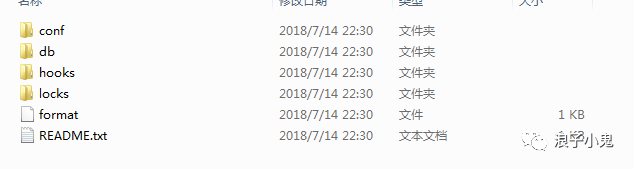 名称 修改日期 类型 大小
conf 2018/7/14 22:30 文件夹
db 2018/7/14 22:30 文件夹
hooks 2018/7/14 22:30 文件夹
locks 2018/7/14 22:30 文件夹
format 2018/7/14 22:30 文件 1 KB
README.txt 2018/7/14 22:30 文本文档 KB
浪子小鬼